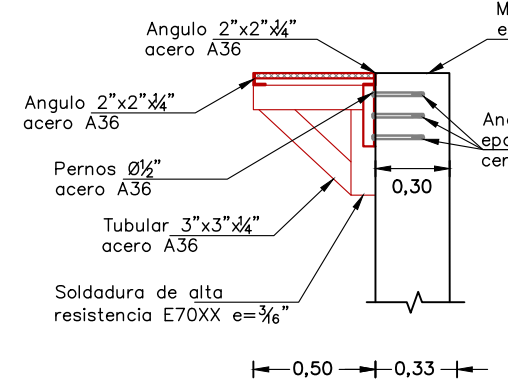 Angulo 2"x2"x¼"
acero A36
Angulo 2"x2"x¼"
acero A36
Pernos Ø½"
acero A36
0,30
Tubular 3"x3"x¼"
acero A36
Soldadura de alta
resistencia E70XX e=3/16"
0,50
0,33